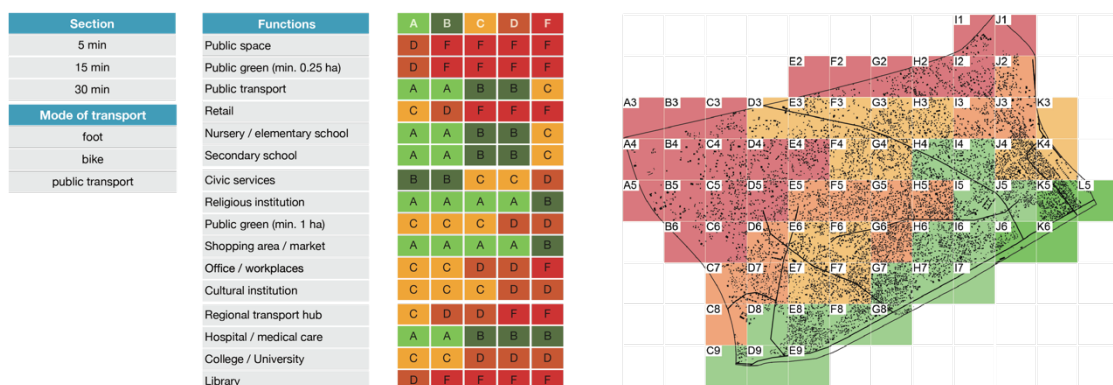 Section
5 min
15 min
30 min
Mode of transport
foot
bike
public transport
Functions A B C D F
Public space D F F F F
Public green (min. 0.25 ha) D F F F F
Public transport A A B B C
Retail C D F F F
Nursery / elementary school A A B B C
Secondary school A A B B C
Civic services B B C C D
Religious institution A A A A B
Public green (min. 1 ha) C C C D D
Shopping area / market A A A A B
Office / workplaces C C D D F
Cultural institution C C C D D
Regional transport hub C D D F F
Hospital / medical care A A B B B
College / University C C D D D
Library D F F F F
I1 J1
E2 F2 G2 H2 I2 J2
A3 B3 C3 D3 E3 F3 G3 H3 I3 J3 K3
A4 B4 C4 D4 E4 F4 G4 H4 I4 J4 K4
A5 B5 C5 D5 E5 F5 G5 H5 I5 J5 K5 L5
B6 C6 D6 E6 F6 G6 H6 I6 J6 K6
C7 D7 E7 F7 G7 H7 I7
C8 D8 E8 F8 G8
C9 D9 E9